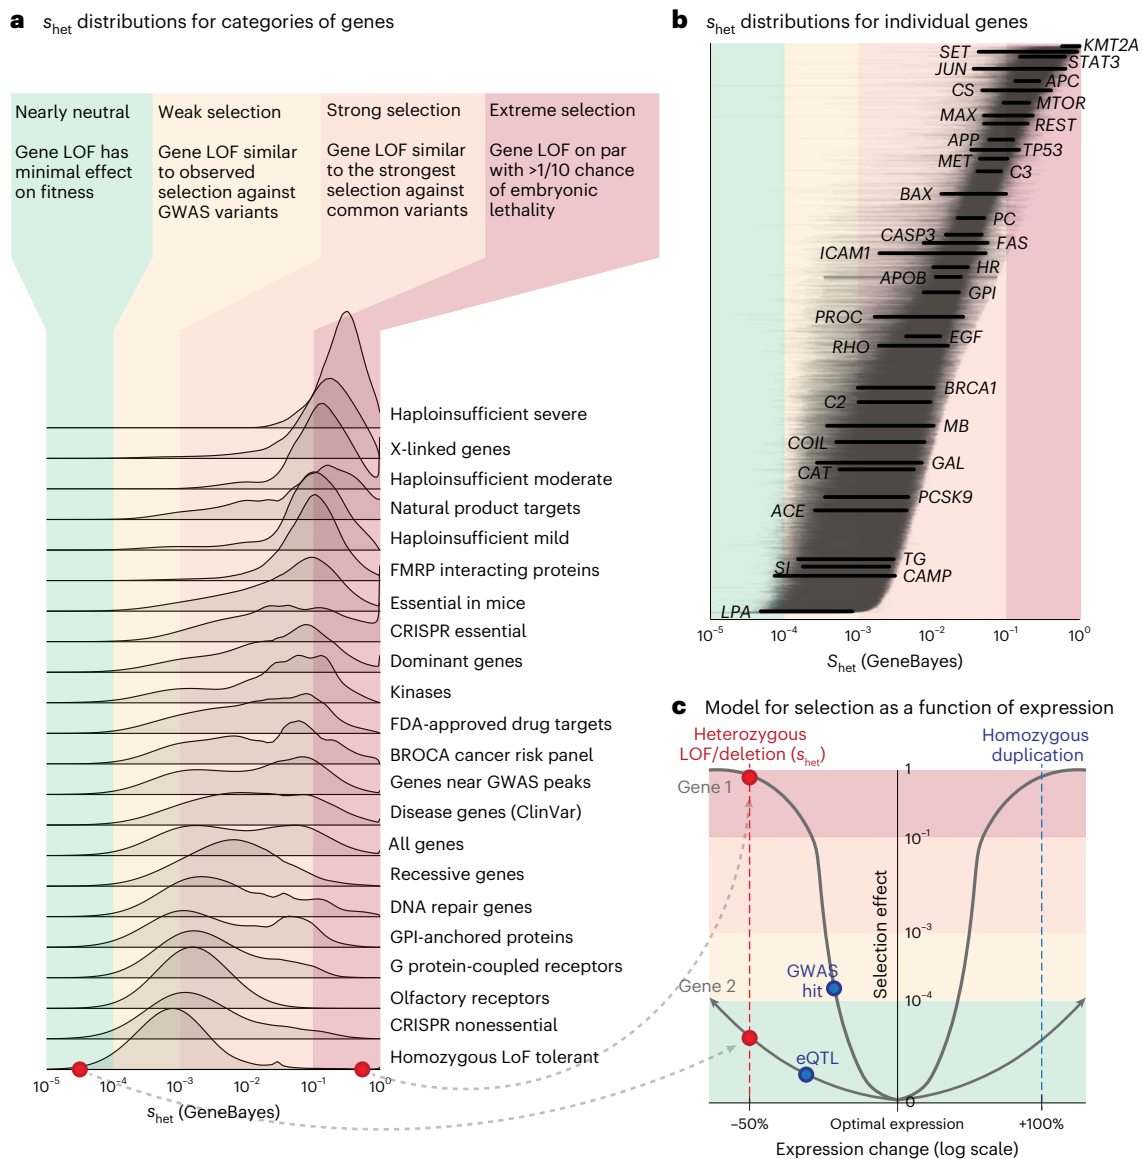 a s_het distributions for categories of genes
Nearly neutral
Gene LOF has
minimal effect
on fitness
Weak selection
Gene LOF similar
to observed
selection against
GWAS variants
Strong selection
Gene LOF similar
to the strongest
selection against
common variants
Extreme selection
Gene LOF on par
with >1/10 chance
of embryonic
lethality
Haploinsufficient severe
X-linked genes
Haploinsufficient moderate
Natural product targets
Haploinsufficient mild
FMRP interacting proteins
Essential in mice
CRISPR essential
Dominant genes
Kinases
FDA-approved drug targets
BROCA cancer risk panel
Genes near GWAS peaks
Disease genes (ClinVar)
All genes
Recessive genes
DNA repair genes
GPI-anchored proteins
G protein-coupled receptors
Olfactory receptors
CRISPR nonessential
Homozygous LoF tolerant
10⁻⁵ 10⁻⁴ 10⁻³ 10⁻² 10⁻¹ 10⁰
s_het (GeneBayes)
b s_het distributions for individual genes
KMT2A
SET
STAT3
JUN
APC
CS
MTOR
MAX
REST
APP
TP53
MET
C3
BAX
PC
CASP3
FAS
ICAM1
HR
APOB
GPI
PROC
EGF
RHO
BRCA1
C2
MB
COIL
GAL
CAT
PCSK9
ACE
TG
SI
CAMP
LPA
10⁻⁵ 10⁻⁴ 10⁻³ 10⁻² 10⁻¹ 10⁰
S_het (GeneBayes)
c Model for selection as a function of expression
Heterozygous
LOF/deletion (s_het)
Homozygous
duplication
Gene 1
Gene 2
GWAS
hit
eQTL
Selection effect
1
10⁻¹
10⁻³
10⁻⁴
0
−50% Optimal expression +100%
Expression change (log scale)